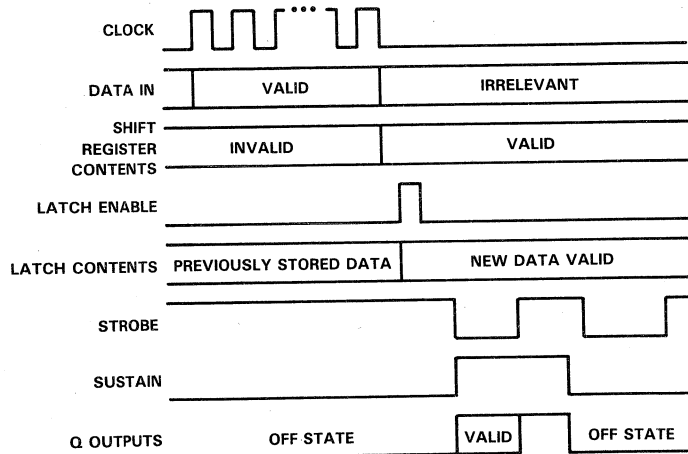 CLOCK
DATA IN
VALID
IRRELEVANT
SHIFT
REGISTER
CONTENTS
INVALID
VALID
LATCH ENABLE
LATCH CONTENTS
PREVIOUSLY STORED DATA
NEW DATA VALID
STROBE
SUSTAIN
Q OUTPUTS
OFF STATE
VALID
OFF STATE